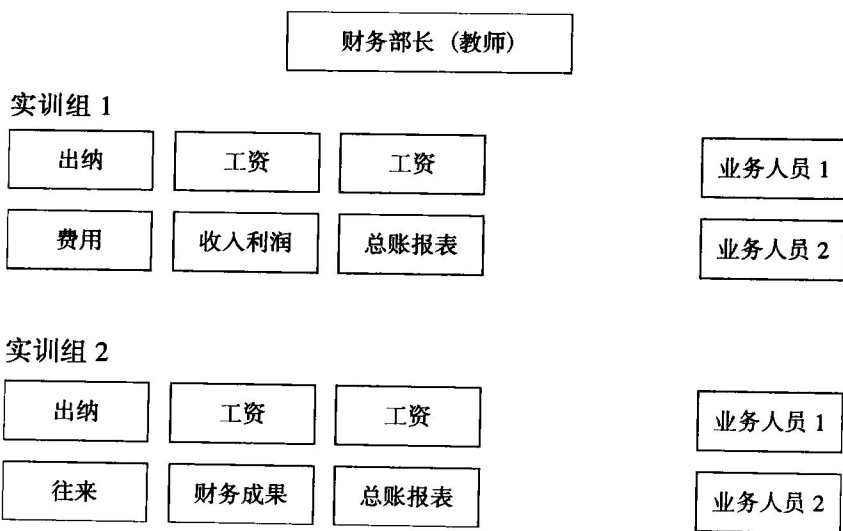 财务部长（教师）
实训组 1
出纳 工资 工资 业务人员 1
费用 收入利润 总账报表 业务人员 2
实训组 2
出纳 工资 工资 业务人员 1
往来 财务成果 总账报表 业务人员 2